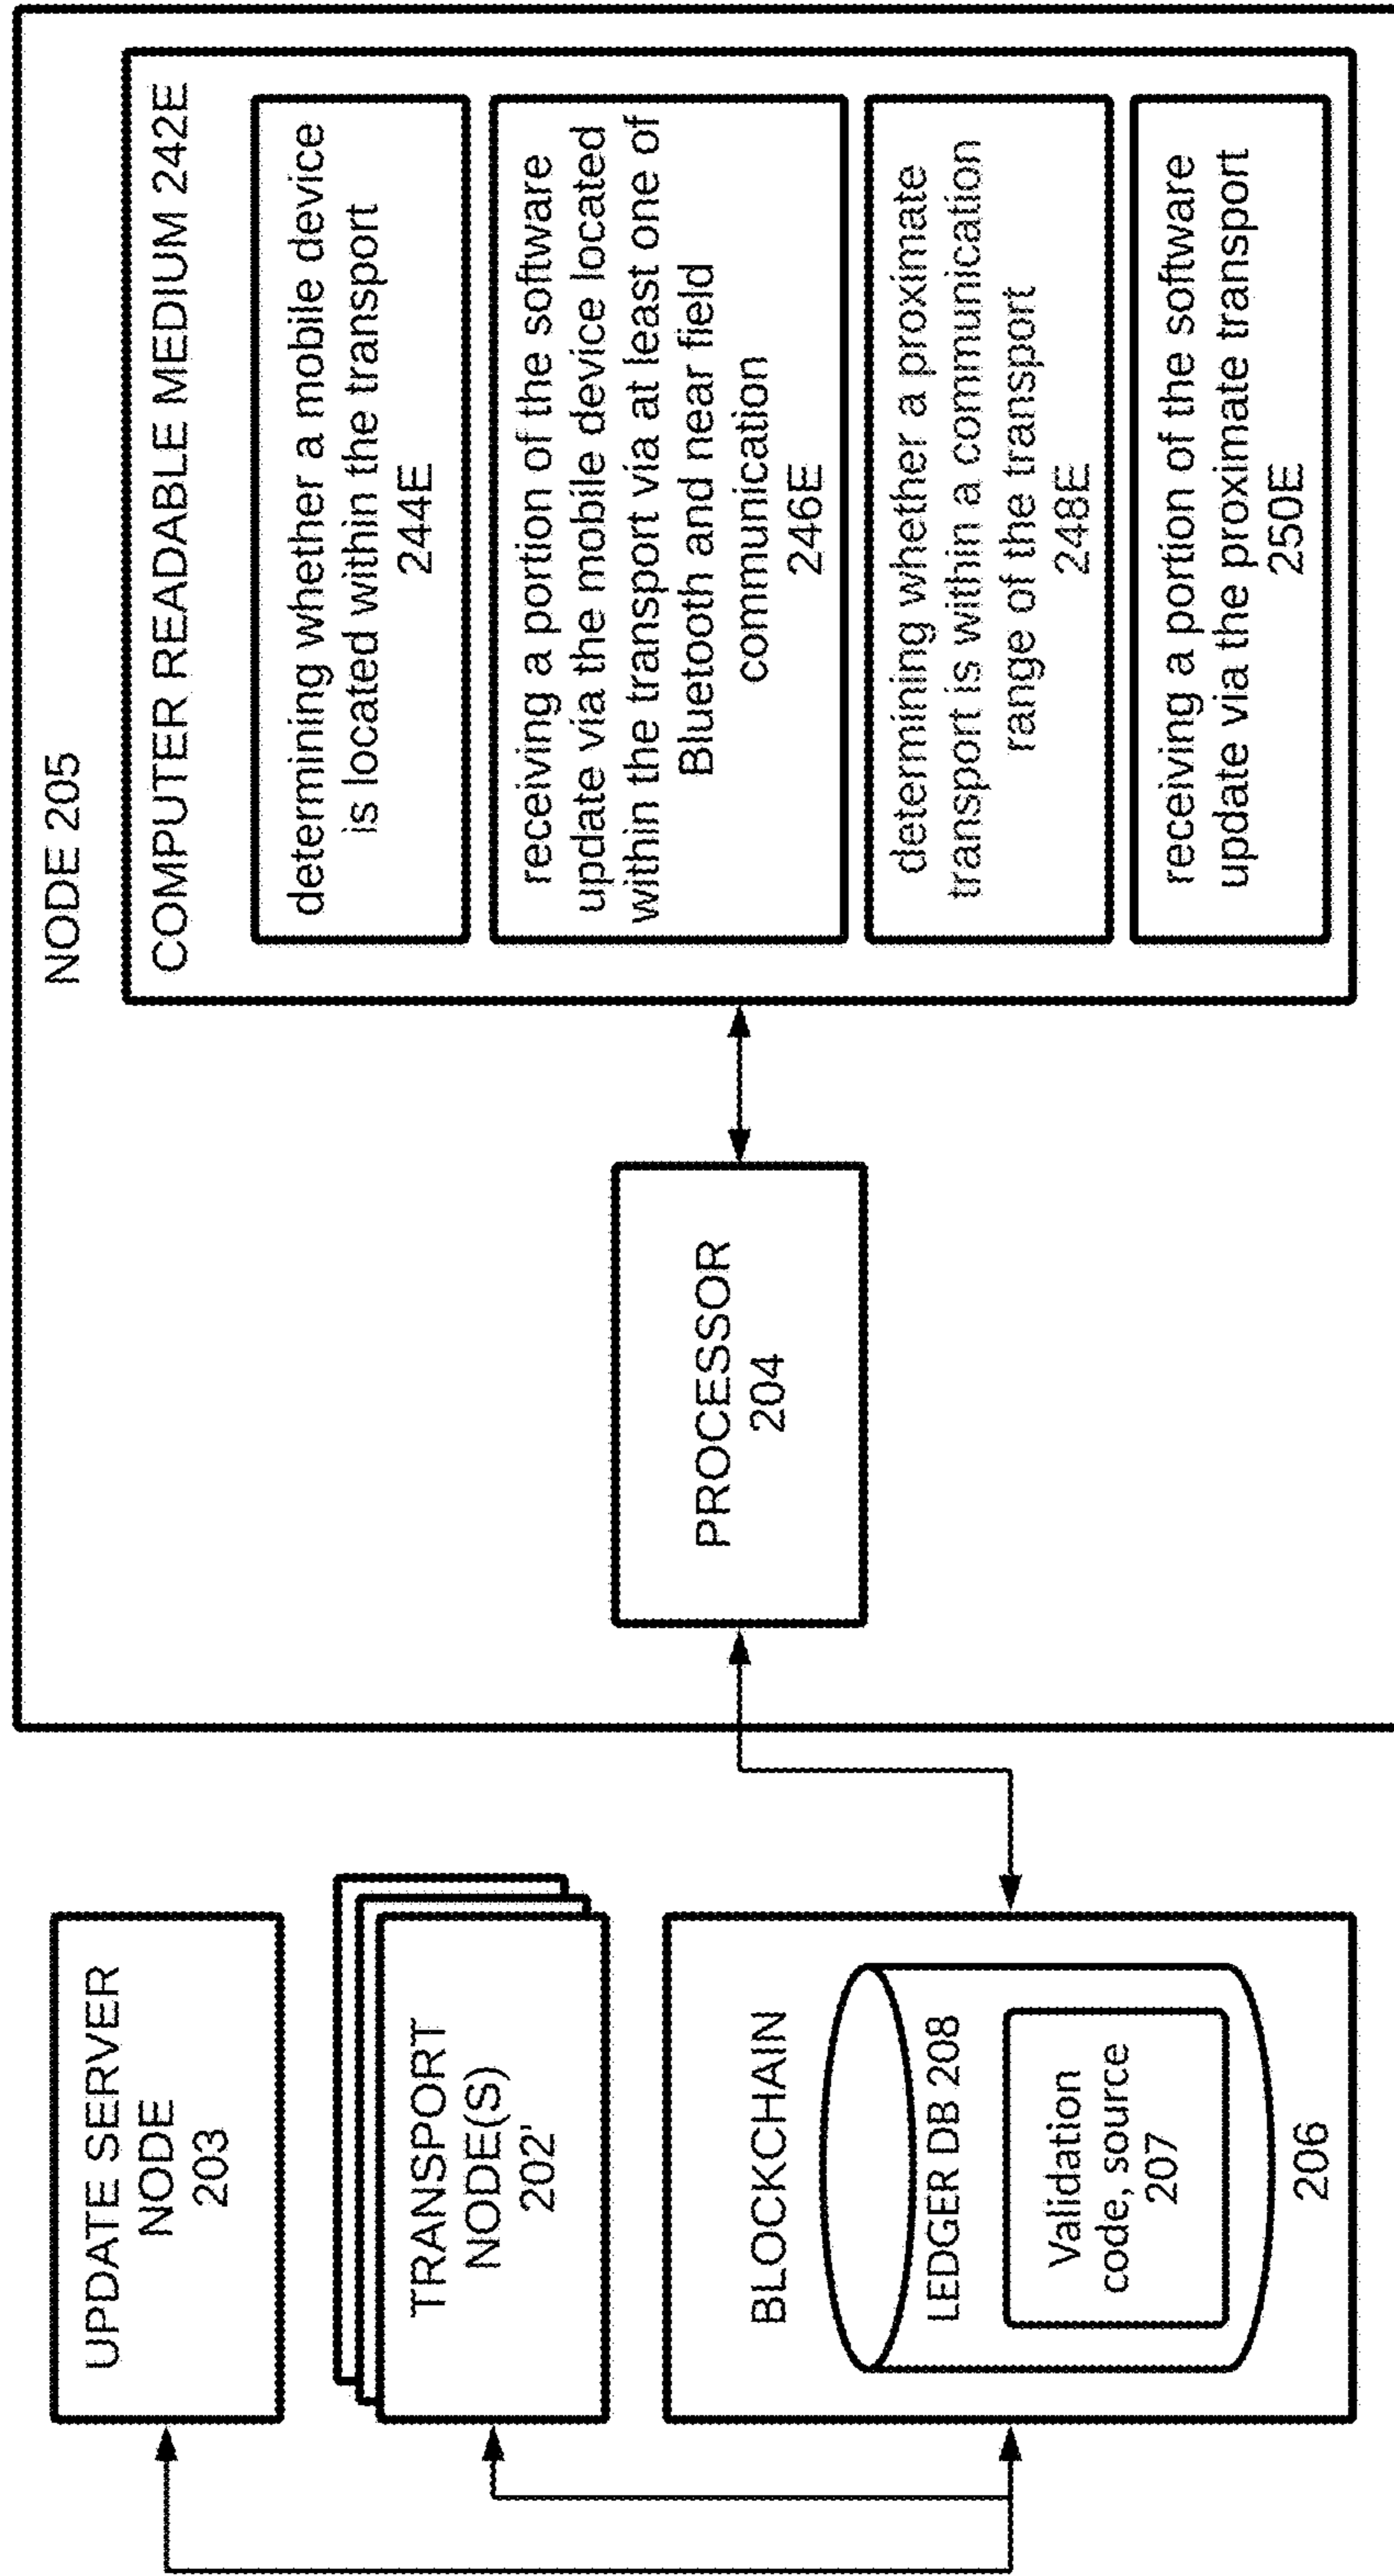 UPDATE SERVER
NODE
203
TRANSPORT
NODE(S)
202'
BLOCKCHAIN
LEDGER DB 208
Validation
code, source
207
206
NODE 205
PROCESSOR
204
COMPUTER READABLE MEDIUM 242E
determining whether a mobile device
is located within the transport
244E
receiving a portion of the software
update via the mobile device located
within the transport via at least one of
Bluetooth and near field
communication
246E
determining whether a proximate
transport is within a communication
range of the transport
248E
receiving a portion of the software
update via the proximate transport
250E